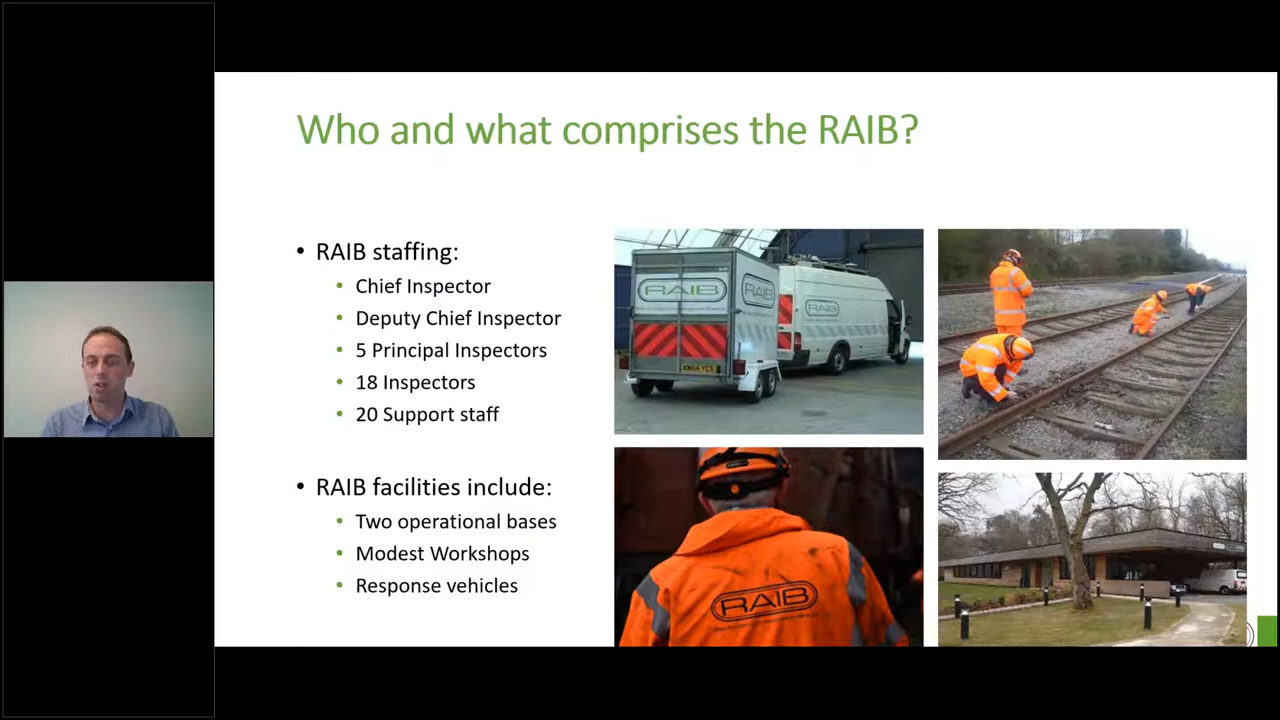 Who and what comprises the RAIB?
• RAIB staffing:
• Chief Inspector
• Deputy Chief Inspector
• 5 Principal Inspectors
• 18 Inspectors
• 20 Support staff
• RAIB facilities include:
• Two operational bases
• Modest Workshops
• Response vehicles
RAIB
RAIB
RAIB
RAIB